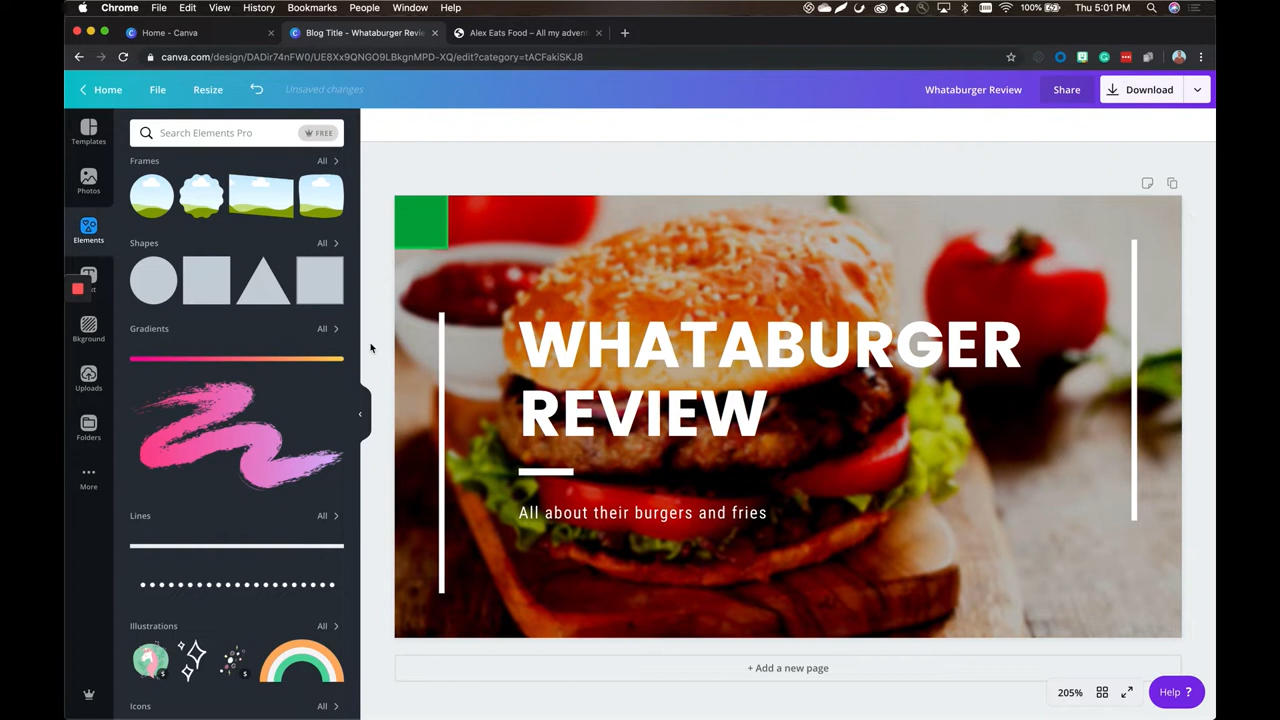 Chrome File Edit View History Bookmarks People Window Help 100% Thu 5:01 PM
Home - Canva Blog Title - Whataburger Revie Alex Eats Food – All my advent
canva.com/design/DADir74nFW0/UE8Xx9QNGO9LBkgnMPD-XQ/edit?category=tACFakiSKJ8
Home File Resize Unsaved changes Whataburger Review Share Download
Templates
Photos
Elements
Bkground
Uploads
Folders
More
Search Elements Pro FREE
Frames All
Shapes All
Gradients All
Lines All
Illustrations All
$ $
Icons All
WHATABURGER
REVIEW
All about their burgers and fries
+ Add a new page
205% Help ?